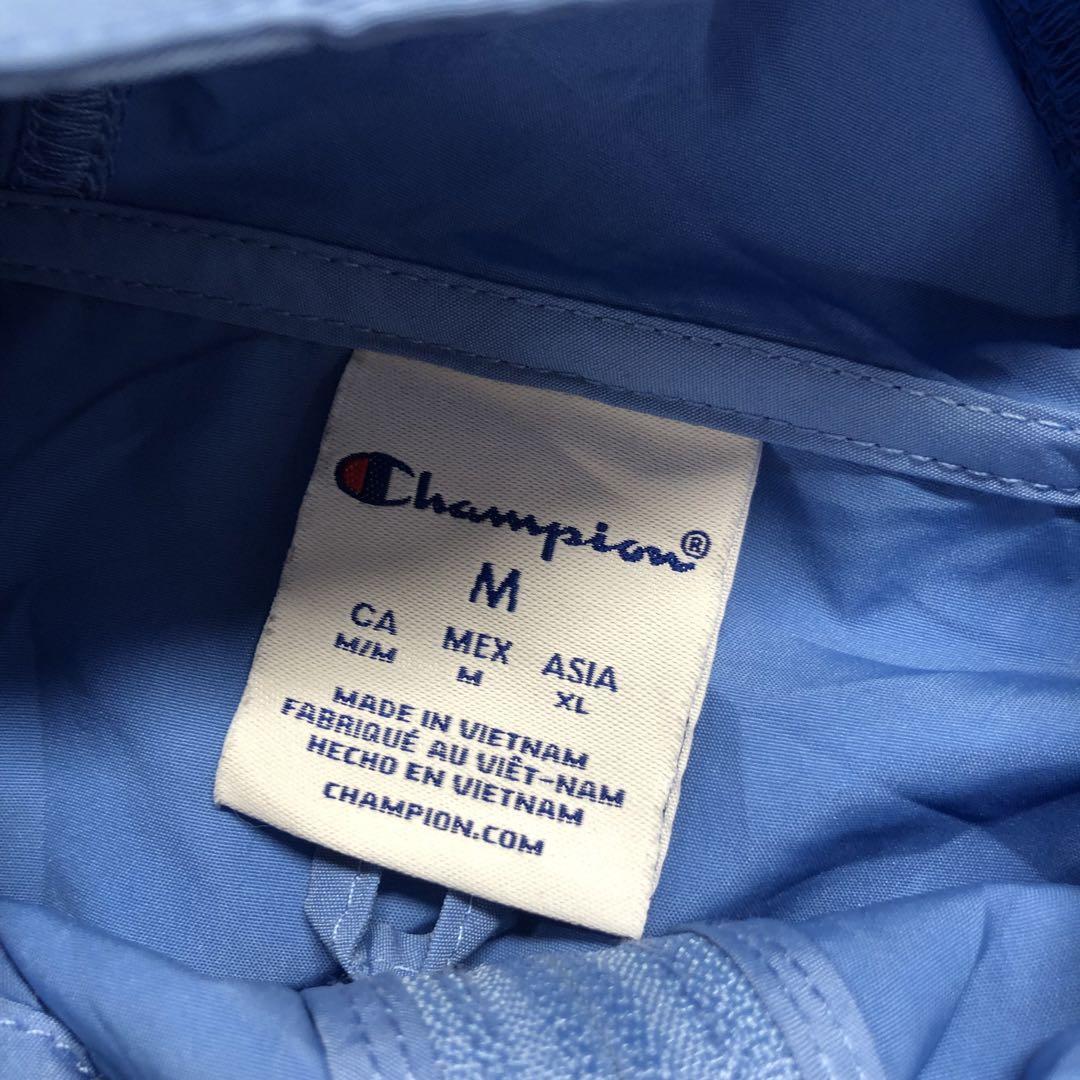 Champion®
M
CA MEX ASIA
M/M M XL
MADE IN VIETNAM
FABRIQUÉ AU VIÊT-NAM
HECHO EN VIETNAM
CHAMPION.COM